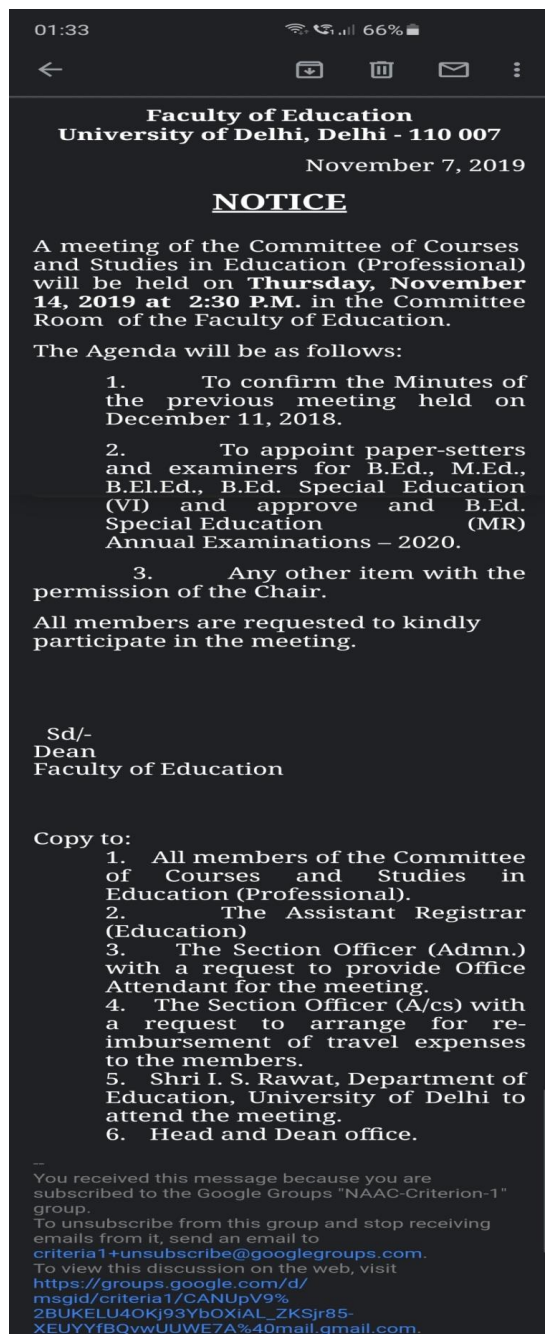 01:33 66%
Faculty of Education
University of Delhi, Delhi - 110 007
November 7, 2019
NOTICE
A meeting of the Committee of Courses
and Studies in Education (Professional)
will be held on Thursday, November
14, 2019 at 2:30 P.M. in the Committee
Room of the Faculty of Education.
The Agenda will be as follows:
1. To confirm the Minutes of
the previous meeting held on
December 11, 2018.
2. To appoint paper-setters
and examiners for B.Ed., M.Ed.,
B.El.Ed., B.Ed. Special Education
(VI) and approve and B.Ed.
Special Education (MR)
Annual Examinations – 2020.
3. Any other item with the
permission of the Chair.
All members are requested to kindly
participate in the meeting.
Sd/-
Dean
Faculty of Education
Copy to:
1. All members of the Committee
of Courses and Studies in
Education (Professional).
2. The Assistant Registrar
(Education)
3. The Section Officer (Admn.)
with a request to provide Office
Attendant for the meeting.
4. The Section Officer (A/cs) with
a request to arrange for re-
imbursement of travel expenses
to the members.
5. Shri I. S. Rawat, Department of
Education, University of Delhi to
attend the meeting.
6. Head and Dean office.
--
You received this message because you are
subscribed to the Google Groups "NAAC-Criterion-1"
group.
To unsubscribe from this group and stop receiving
emails from it, send an email to
criteria1+unsubscribe@googlegroups.com.
To view this discussion on the web, visit
https://groups.google.com/d/
msgid/criteria1/CANUpV9%
2BUKELU4OKj93YbOXiAL_ZKSjr85-
XEUYYfBQvwUUWE7A%40mail.gmail.com.